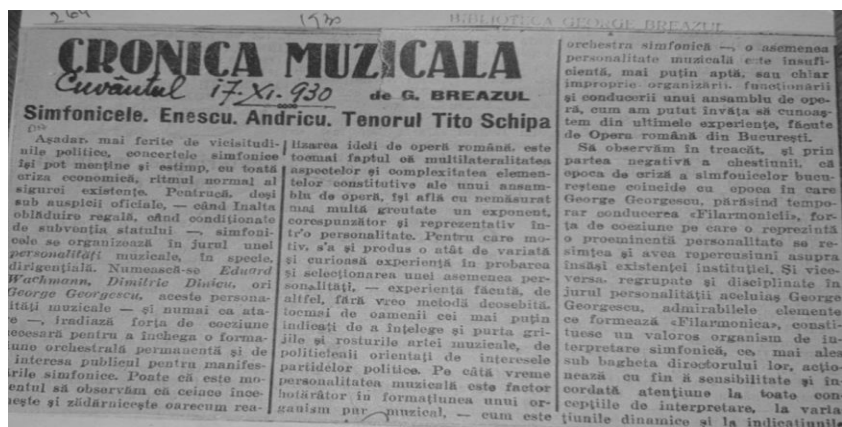 264
1930
BIBLIOTECA GEORGE BREAZUL
CRONICA MUZICALA
Cuvântul 17.XI.930
de G. BREAZUL
Simfonicele. Enescu. Andricu. Tenorul Tito Schipa
Așadar, mai ferite de vicisitudi-
nile politice, concertele simfonice
își pot menține și estimp, cu toată
criza economică, ritmul normal al
sigurei existențe. Pentrucă, deși
sub auspicii oficiale, — când înalta
oblăduire regală, când condiționate
de subvenția statului —, simfoni-
cele se organizează în jurul unei
personalități muzicale, în specie,
dirigențială. Numească-se Eduard
Wachmann, Dimitrie Dinicu, ori
George Georgescu, aceste persona-
lități muzicale — și numai ca ata-
re —, iradiază forța de coeziune
necesară pentru a închega o forma-
țiune orchestrală permanentă și de
a interesa publicul pentru manifes-
tările simfonice. Poate că este mo-
mentul să observăm că ceiace înce-
nește și zădărnicește oarecum rea-
lizarea ideii de operă română, este
tocmai faptul că multilateralitatea
aspectelor și complexitatea elemen-
telor constitutive ale unui ansam-
blu de operă, își află cu nemăsurat
mai multă greutate un exponent,
corespunzător și reprezentativ în-
tr'o personalitate. Pentru care mo-
tiv, s'a și produs o atât de variată
și curioasă experiență în probarea
și selecționarea unei asemenea per-
sonalități, — experiență făcută, de
altfel, fără vreo metodă deosebită,
tocmai de oamenii cei mai puțin
indicați de a înțelege și purta gri-
jile și rosturile artei muzicale, de
politicieni orientați de interesele
partidelor politice. Pe câtă vreme
personalitatea muzicală este factor
hotărâtor în formațiunea unui or-
ganism pur muzical, — cum este
orchestra simfonică —, o asemenea
personalitate muzicală este insufi-
cientă, mai puțin aptă, sau chiar
improprie organizării, funcționării
și conducerii unui ansamblu de ope-
ră, cum am putut învăța să cunoaș-
tem din ultimele experiențe, făcute
de Opera română din București.
Să observăm în treacăt, și prin
partea negativă a chestiunii, că
epoca de criză a simfonicelor bucu-
reștene coincide cu epoca în care
George Georgescu, părăsind tempo-
rar conducerea «Filarmonicii», for-
ța de coeziune pe care o reprezintă
o proeminentă personalitate se re-
simțea și avea repercusiuni asupra
însăși existenței instituției. Și vice-
versa, regrupate și disciplinate în
jurul personalității aceluiaș George
Georgescu, admirabilele elemente
ce formează «Filarmonica», consti-
tuesc un valoros organism de in-
terpretare simfonică, ce, mai ales
sub bagheta directorului lor, acțio-
nează cu fin ă sensibilitate și în-
cordată atențiune la toate con-
cepțiile de interpretare, la varia
țiunile dinamice și la indicațiunile